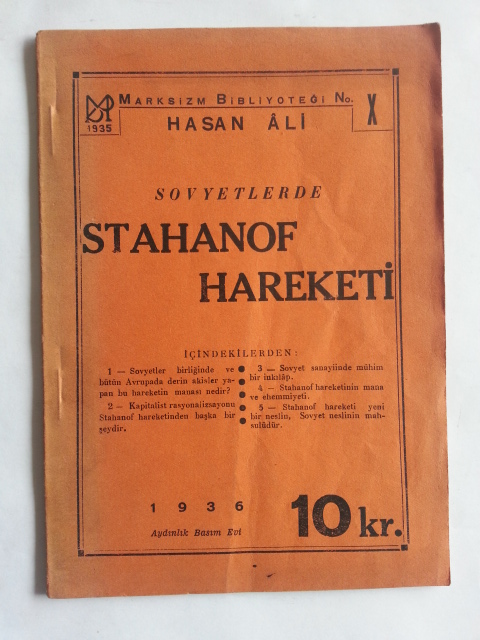 MARKSİZM BİBLİYOTEĞİ No.
1935
X
HASAN ÂLİ
SOVYETLERDE
STAHANOF
HAREKETİ
İÇİNDEKİLERDEN :
1 — Sovyetler birliğinde ve
bütün Avrupada derin akisler ya-
pan bu hareketin manası nedir?
2 — Kapitalist rasyonalizasyonu
Stahanof hareketinden başka bir
şeydir.
3 — Sovyet sanayiinde mühim
bir inkılâp.
4 — Stahanof hareketinin mana
ve ehemmiyeti.
5 — Stahanof hareketi yeni
bir neslin, Sovyet neslinin mah-
sulüdür.
1936
Aydınlık Basım Evi
10 kr.